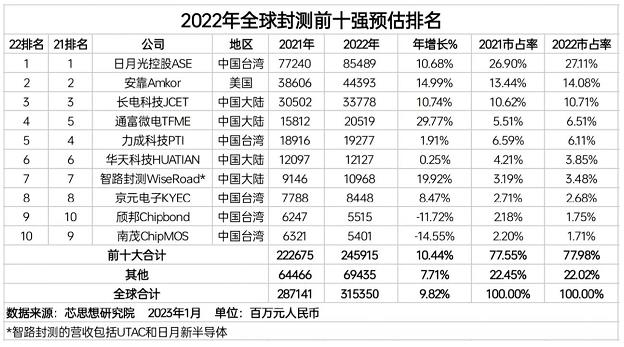 2022年全球封测前十强预估排名
22排名 21排名 公司 地区 2021年 2022年 年增长% 2021市占率 2022市占率
1 1 日月光控股ASE 中国台湾 77240 85489 10.68% 26.90% 27.11%
2 2 安靠Amkor 美国 38606 44393 14.99% 13.44% 14.08%
3 3 长电科技JCET 中国大陆 30502 33778 10.74% 10.62% 10.71%
4 5 通富微电TFME 中国大陆 15812 20519 29.77% 5.51% 6.51%
5 4 力成科技PTI 中国台湾 18916 19277 1.91% 6.59% 6.11%
6 6 华天科技HUATIAN 中国大陆 12097 12127 0.25% 4.21% 3.85%
7 7 智路封测WiseRoad* 中国大陆 9146 10968 19.92% 3.19% 3.48%
8 8 京元电子KYEC 中国台湾 7788 8448 8.47% 2.71% 2.68%
9 10 颀邦Chipbond 中国台湾 6247 5515 -11.72% 2.18% 1.75%
10 9 南茂ChipMOS 中国台湾 6321 5401 -14.55% 2.20% 1.71%
前十大合计 222675 245915 10.44% 77.55% 77.98%
其他 64466 69435 7.71% 22.45% 22.02%
全球合计 287141 315350 9.82% 100.00% 100.00%
数据来源：芯思想研究院 2023年1月 单位：百万元人民币
*智路封测的营收包括UTAC和日月新半导体